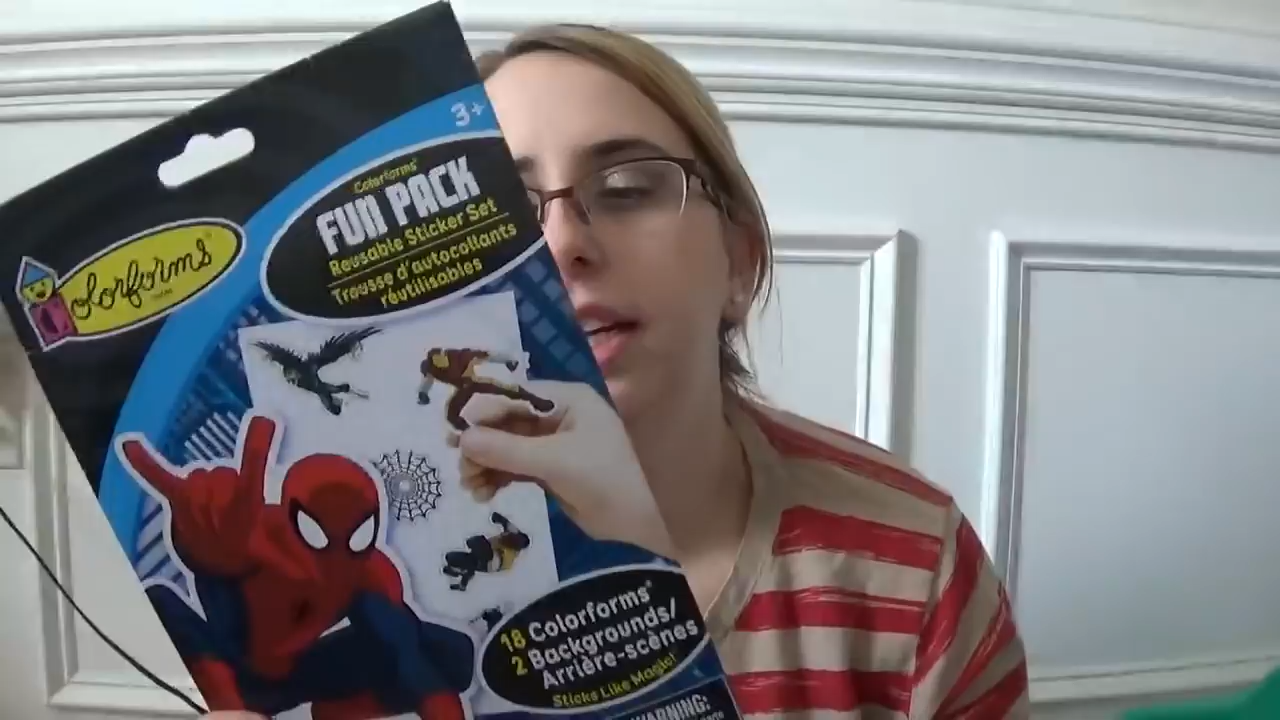 3+
Colorforms
FUN PACK
Reusable Sticker Set
Trousse d'autocollants
réutilisables
Colorforms
18 Colorforms
2 Backgrounds/
Arrière-scènes
Sticks Like Magic!
WARNING: